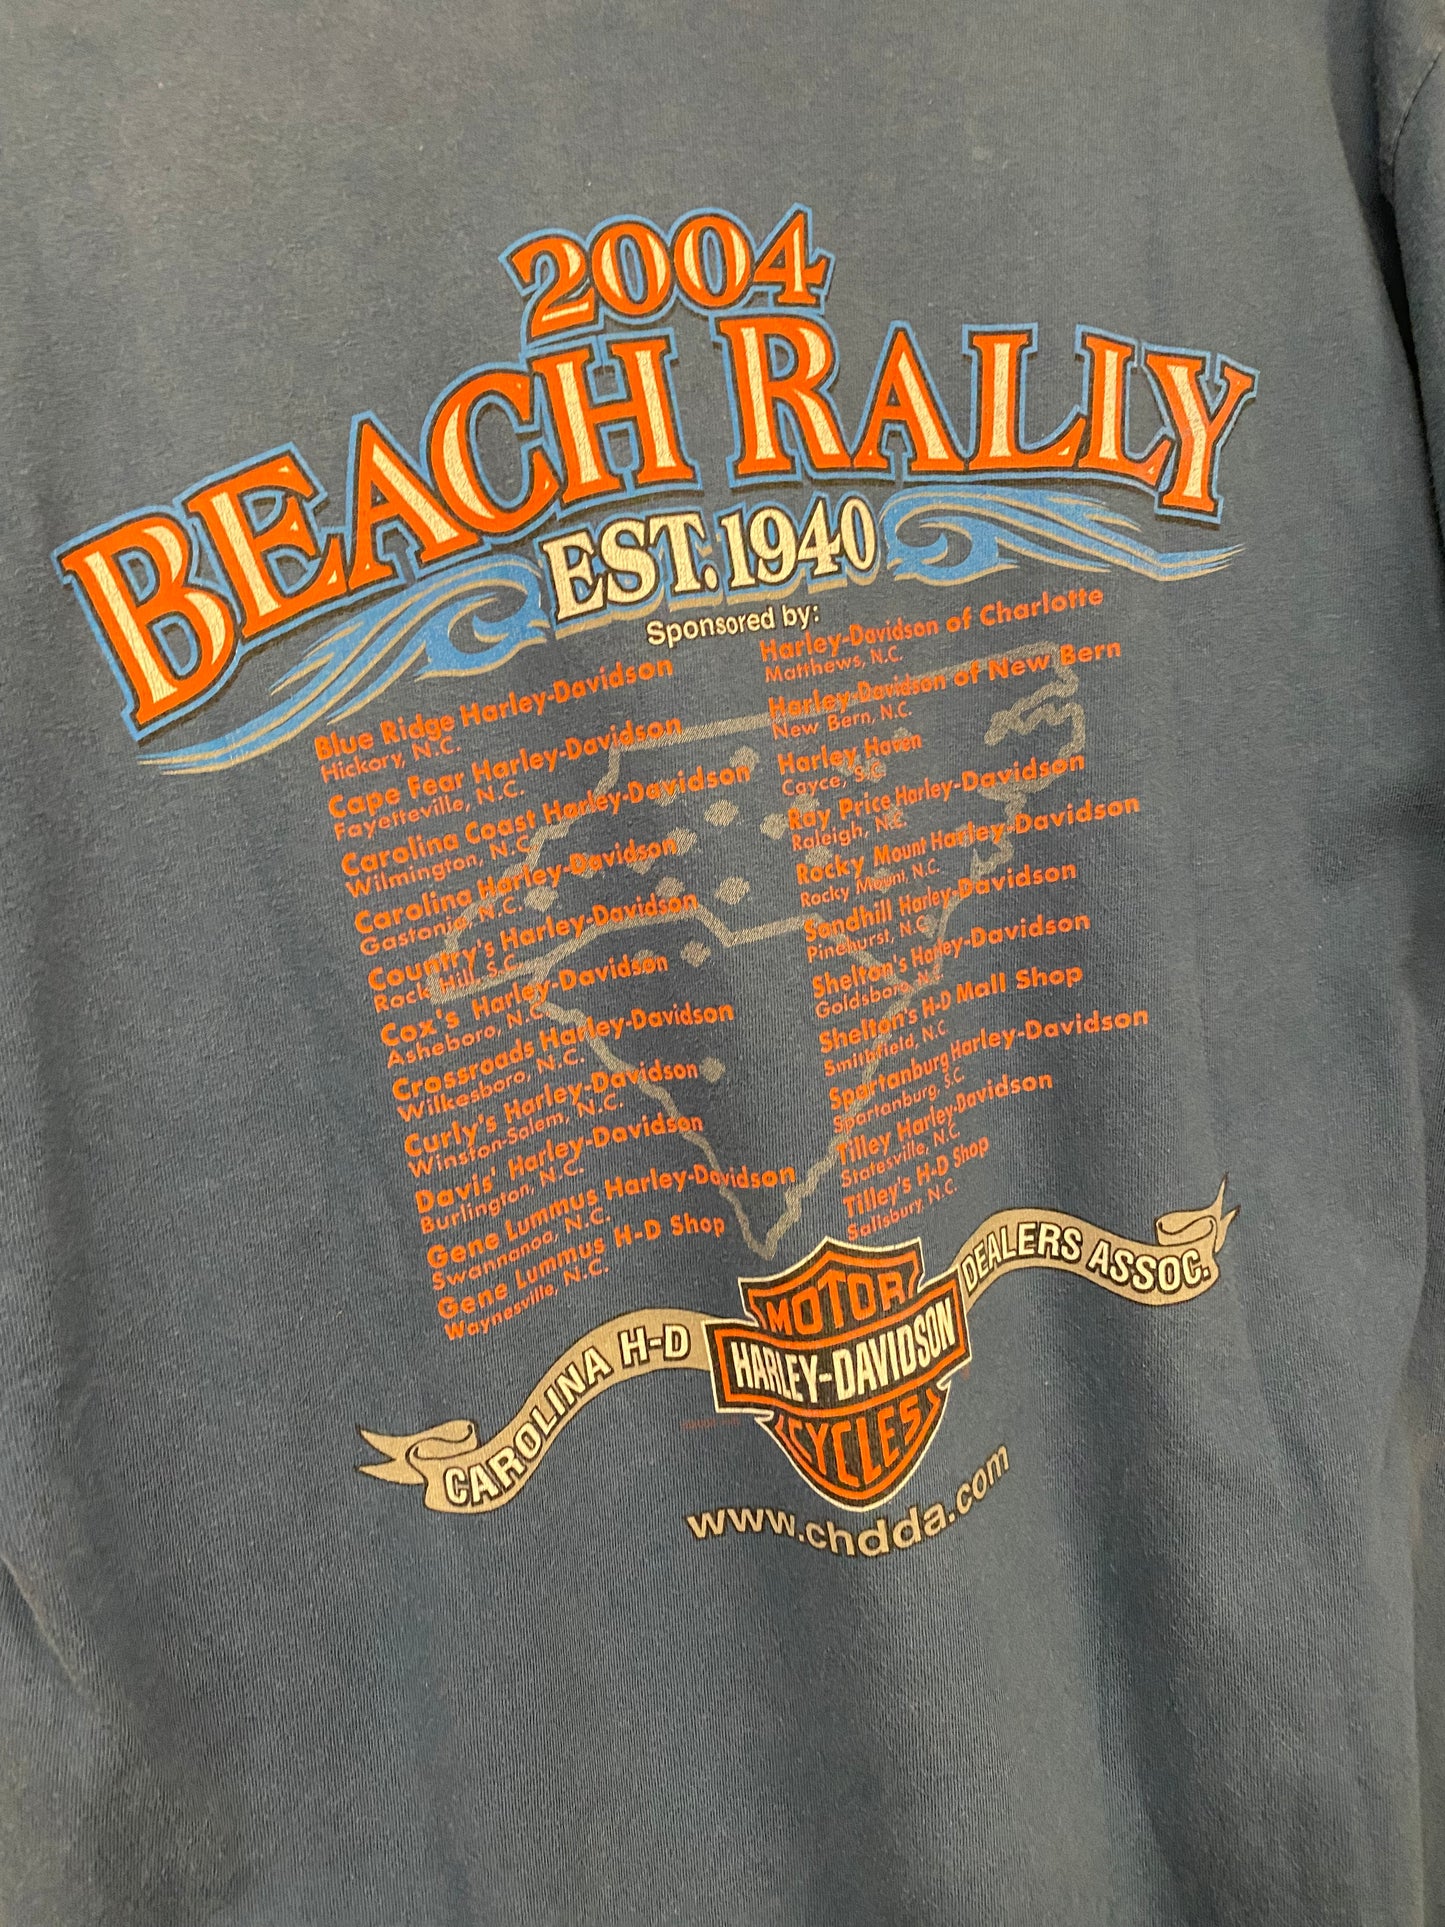 2004
BEACH RALLY
EST. 1940
Sponsored by:
Blue Ridge Harley-Davidson
Hickory, N.C.
Cape Fear Harley-Davidson
Fayetteville, N.C.
Carolina Coast Harley-Davidson
Wilmington, N.C.
Carolina Harley-Davidson
Gastonia, N.C.
Country's Harley-Davidson
Rock Hill, S.C.
Cox's Harley-Davidson
Asheboro, N.C.
Crossroads Harley-Davidson
Wilkesboro, N.C.
Curly's Harley-Davidson
Winston-Salem, N.C.
Davis' Harley-Davidson
Burlington, N.C.
Gene Lummus Harley-Davidson
Swannanoa, N.C.
Gene Lummus H-D Shop
Waynesville, N.C.
Harley-Davidson of Charlotte
Matthews, N.C.
Harley-Davidson of New Bern
New Bern, N.C.
Harley Haven
Cayce, S.C.
Ray Price Harley-Davidson
Raleigh, N.C.
Rocky Mount Harley-Davidson
Rocky Mount, N.C.
Sandhill Harley-Davidson
Pinehurst, N.C.
Shelton's Harley-Davidson
Goldsboro, N.C.
Shelton's H-D Mall Shop
Smithfield, N.C
Spartanburg Harley-Davidson
Spartanburg, S.C.
Tilley Harley-Davidson
Statesville, N.C
Tilley's H-D Shop
Salisbury, N.C.
CAROLINA H-D DEALERS ASSOC.
MOTOR
HARLEY-DAVIDSON
CYCLES
www.chdda.com